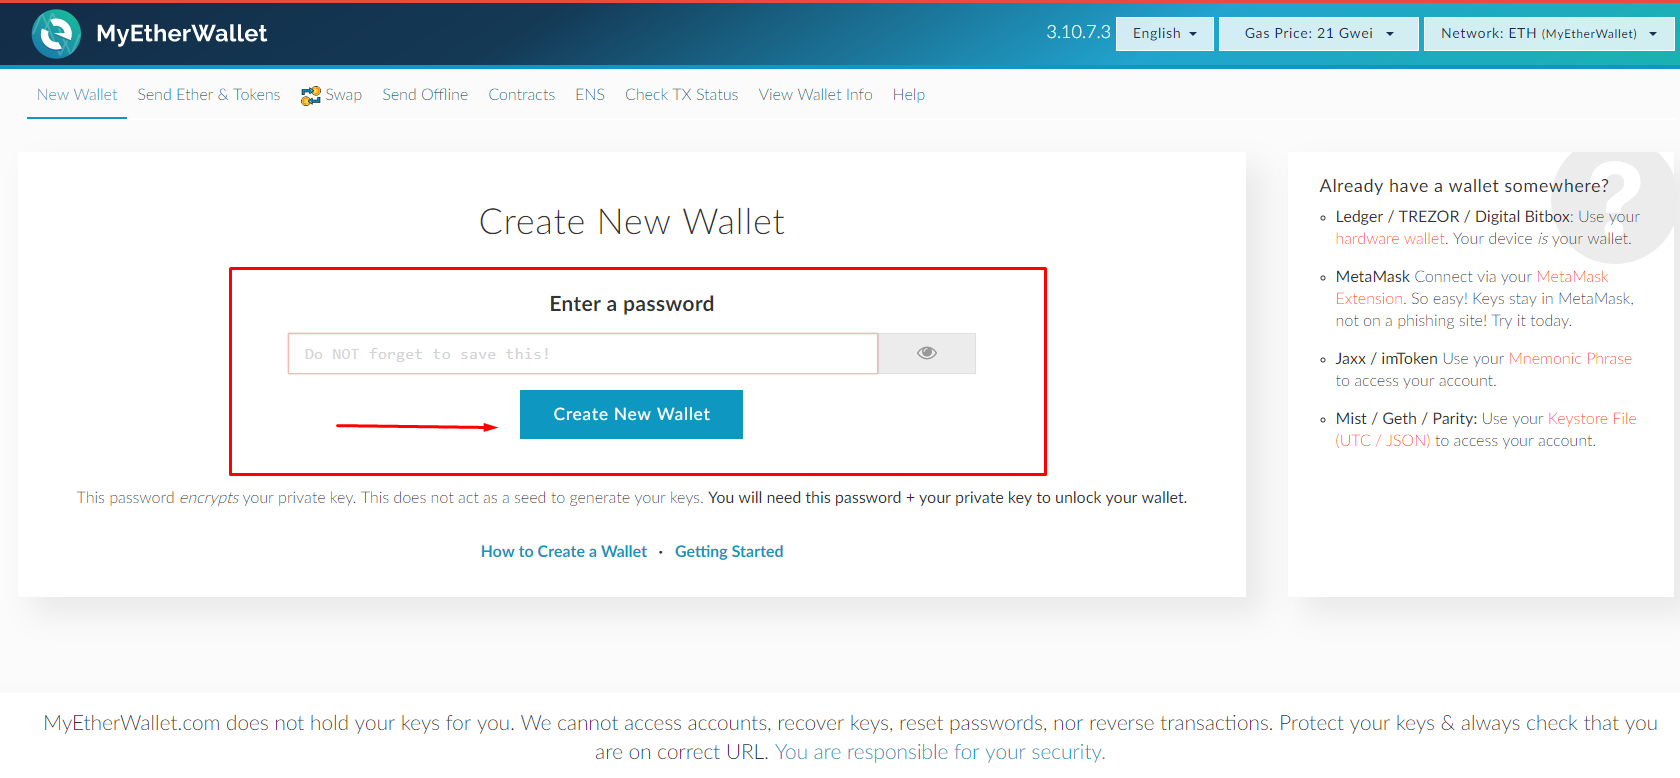 MyEtherWallet
3.10.7.3
English
Gas Price: 21 Gwei
Network: ETH (MyEtherWallet)
New Wallet
Send Ether & Tokens
Swap
Send Offline
Contracts
ENS
Check TX Status
View Wallet Info
Help
Create New Wallet
Enter a password
Do NOT forget to save this!
Create New Wallet
This password encrypts your private key. This does not act as a seed to generate your keys. You will need this password + your private key to unlock your wallet.
How to Create a Wallet · Getting Started
?
Already have a wallet somewhere?
Ledger / TREZOR / Digital Bitbox: Use your
hardware wallet. Your device is your wallet.
MetaMask Connect via your MetaMask
Extension. So easy! Keys stay in MetaMask,
not on a phishing site! Try it today.
Jaxx / imToken Use your Mnemonic Phrase
to access your account.
Mist / Geth / Parity: Use your Keystore File
(UTC / JSON) to access your account.
MyEtherWallet.com does not hold your keys for you. We cannot access accounts, recover keys, reset passwords, nor reverse transactions. Protect your keys & always check that you
are on correct URL. You are responsible for your security.